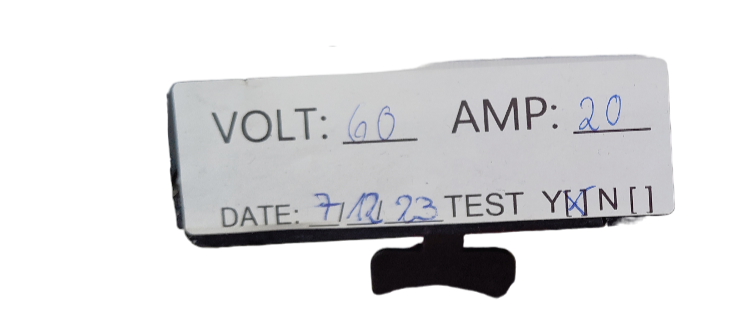 VOLT: 60 AMP: 20
DATE: 7/12/23 TEST Y[X] N[]